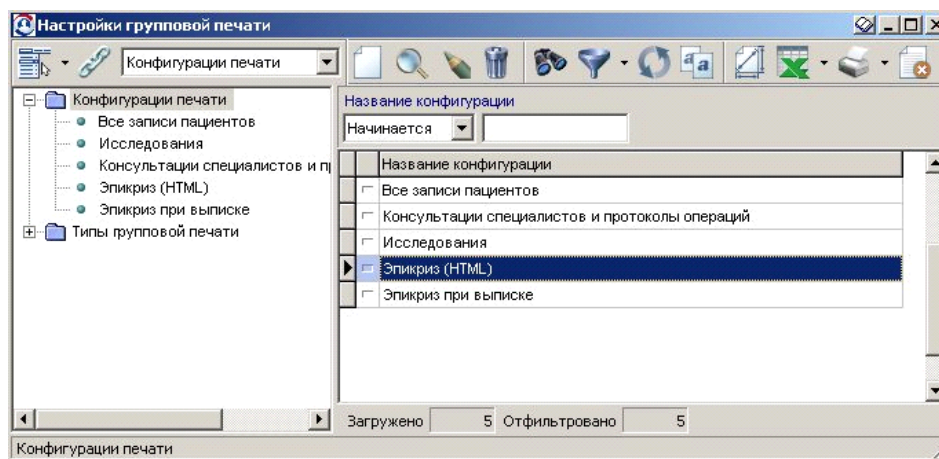 Настройки групповой печати
Конфигурации печати
Конфигурации печати
Все записи пациентов
Исследования
Консультации специалистов и п
Эпикриз (HTML)
Эпикриз при выписке
Типы групповой печати
Название конфигурации
Начинается
Название конфигурации
Все записи пациентов
Консультации специалистов и протоколы операций
Исследования
Эпикриз (HTML)
Эпикриз при выписке
Загружено 5 Отфильтровано 5
Конфигурации печати